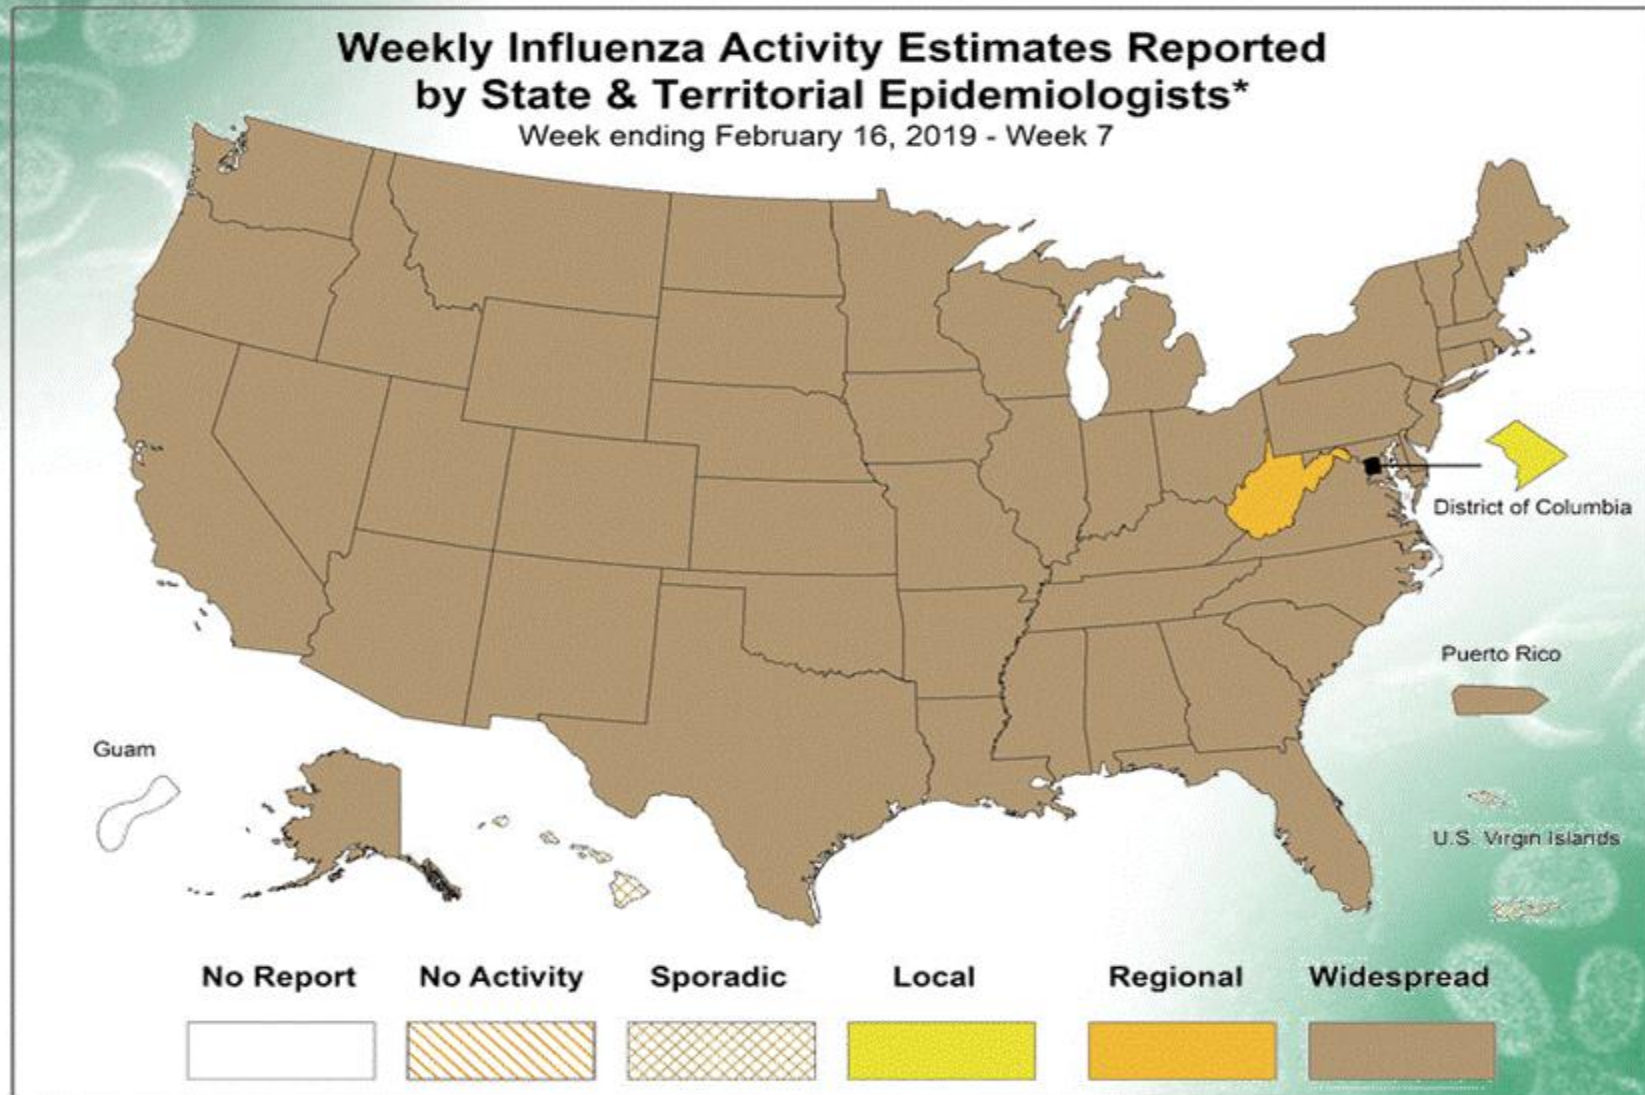 Weekly Influenza Activity Estimates Reported
by State & Territorial Epidemiologists*
Week ending February 16, 2019 - Week 7
District of Columbia
Puerto Rico
Guam
U.S. Virgin Islands
No Report No Activity Sporadic Local Regional Widespread